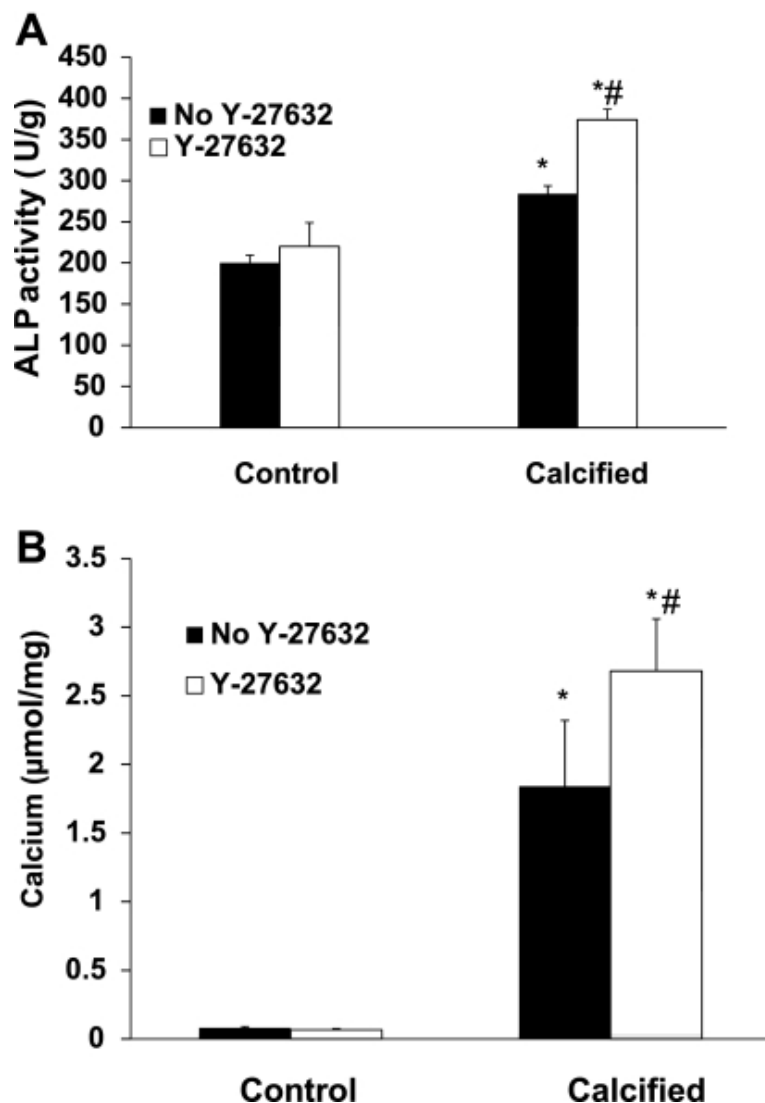 A
ALP activity ( U/g)
450
400
350
300
250
200
150
100
50
0
No Y-27632
Y-27632
*
*#
Control
Calcified
B
Calcium (µmol/mg)
3.5
3
2.5
2
1.5
1
0.5
0
No Y-27632
Y-27632
*
*#
Control
Calcified